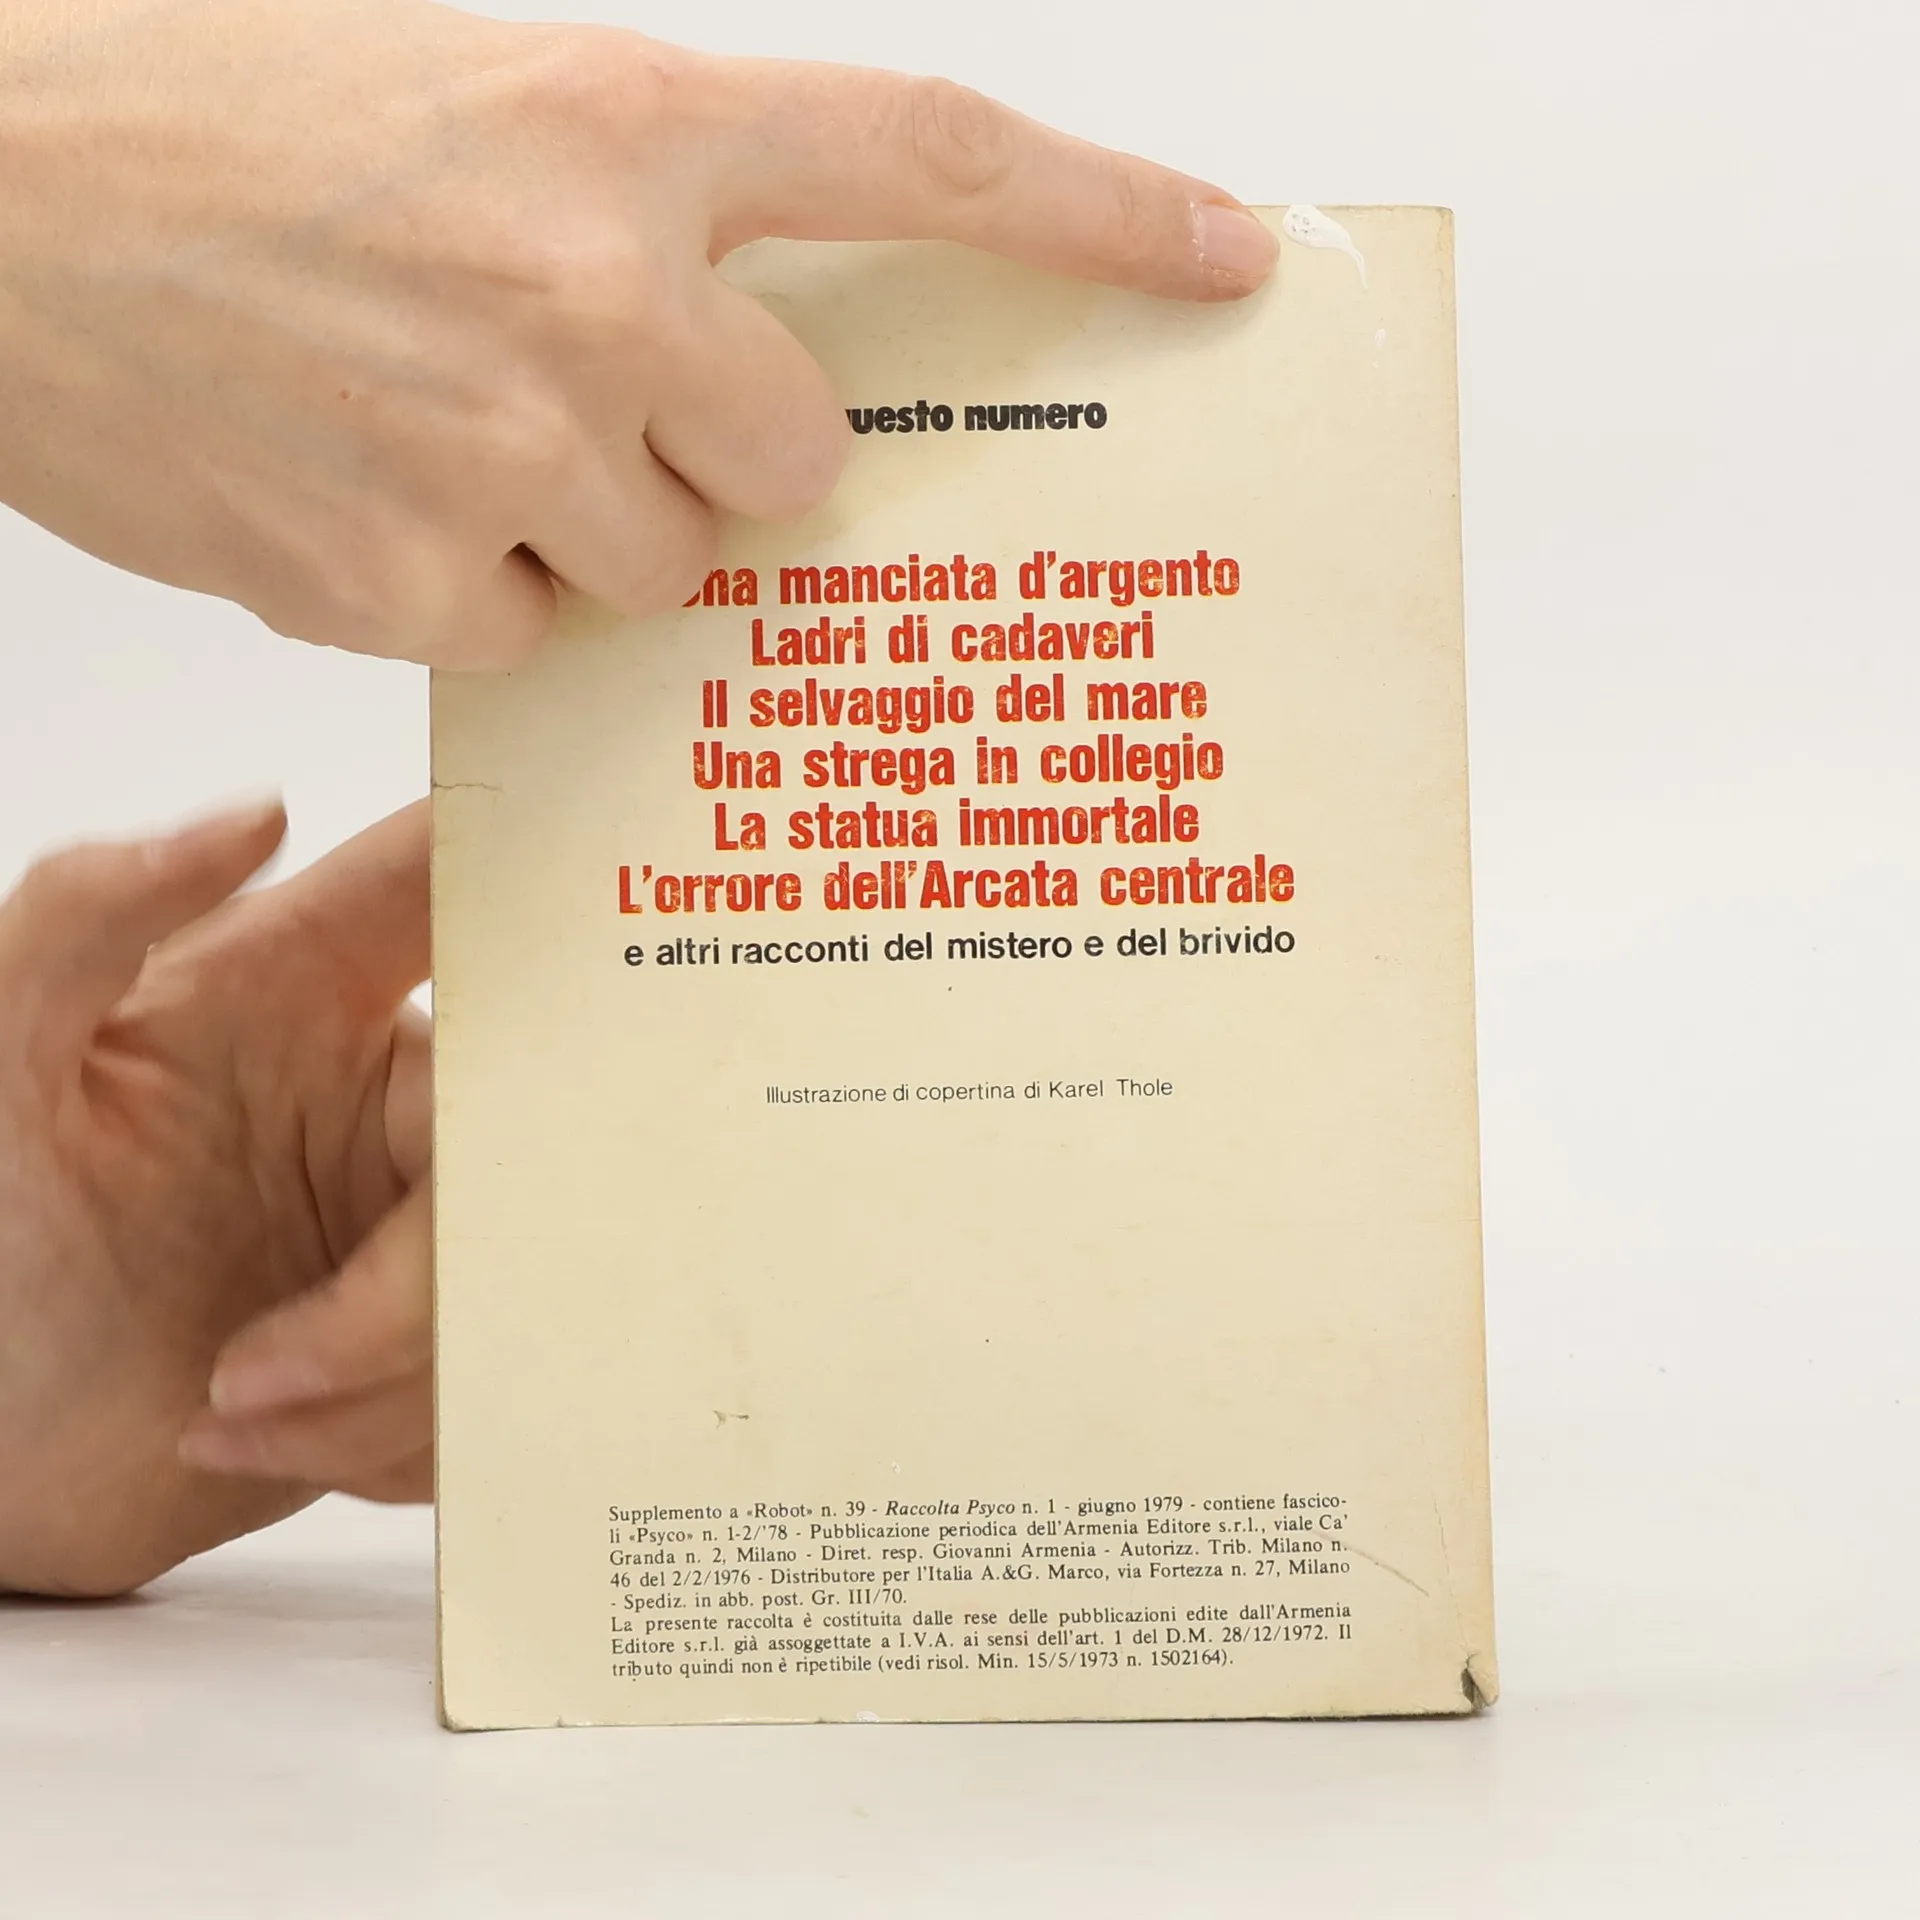 numero
manciata d'argento
Ladri di cadaveri
Il selvaggio del mare
Una strega in collegio
La statua immortale
L'orrore dell'Arcata centrale
e altri racconti del mistero e del brivido
Illustrazione di copertina di Karel Thole
Supplemento a «Robot» n. 39 - Raccolta Psyco n. 1 - giugno 1979 - contiene fascico-
li «Psyco» n. 1-2/'78 - Pubblicazione periodica dell'Armenia Editore s.r.l., viale Ca'
Granda n. 2, Milano - Diret. resp. Giovanni Armenia - Autorizz. Trib. Milano n.
46 del 2/2/1976 - Distributore per l'Italia A.&G. Marco, via Fortezza n. 27, Milano
- Spediz. in abb. post. Gr. III/70.
La presente raccolta è costituita dalle rese delle pubblicazioni edite dall'Armenia
Editore s.r.l. già assoggettate a I.V.A. ai sensi dell'art. 1 del D.M. 28/12/1972. Il
tributo quindi non è ripetibile (vedi risol. Min. 15/5/1973 n. 1502164).